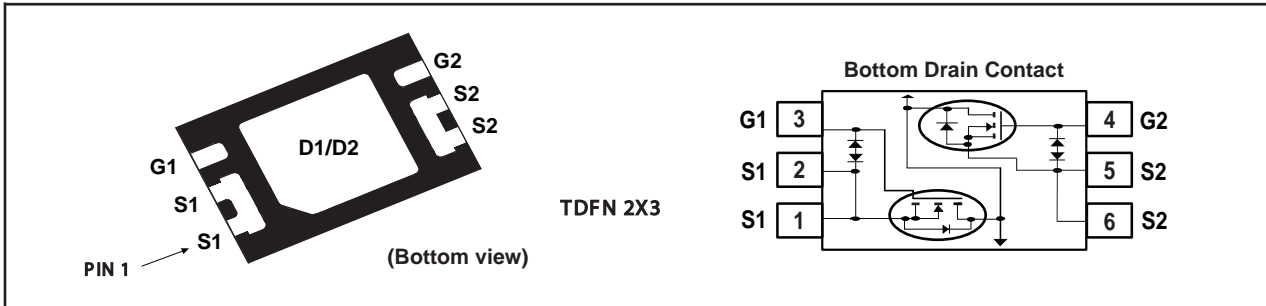 G2
S2
S2
D1/D2
G1
S1
S1
PIN 1
(Bottom view)
TDFN 2X3
Bottom Drain Contact
G1 3 4 G2
S1 2 5 S2
S1 1 6 S2